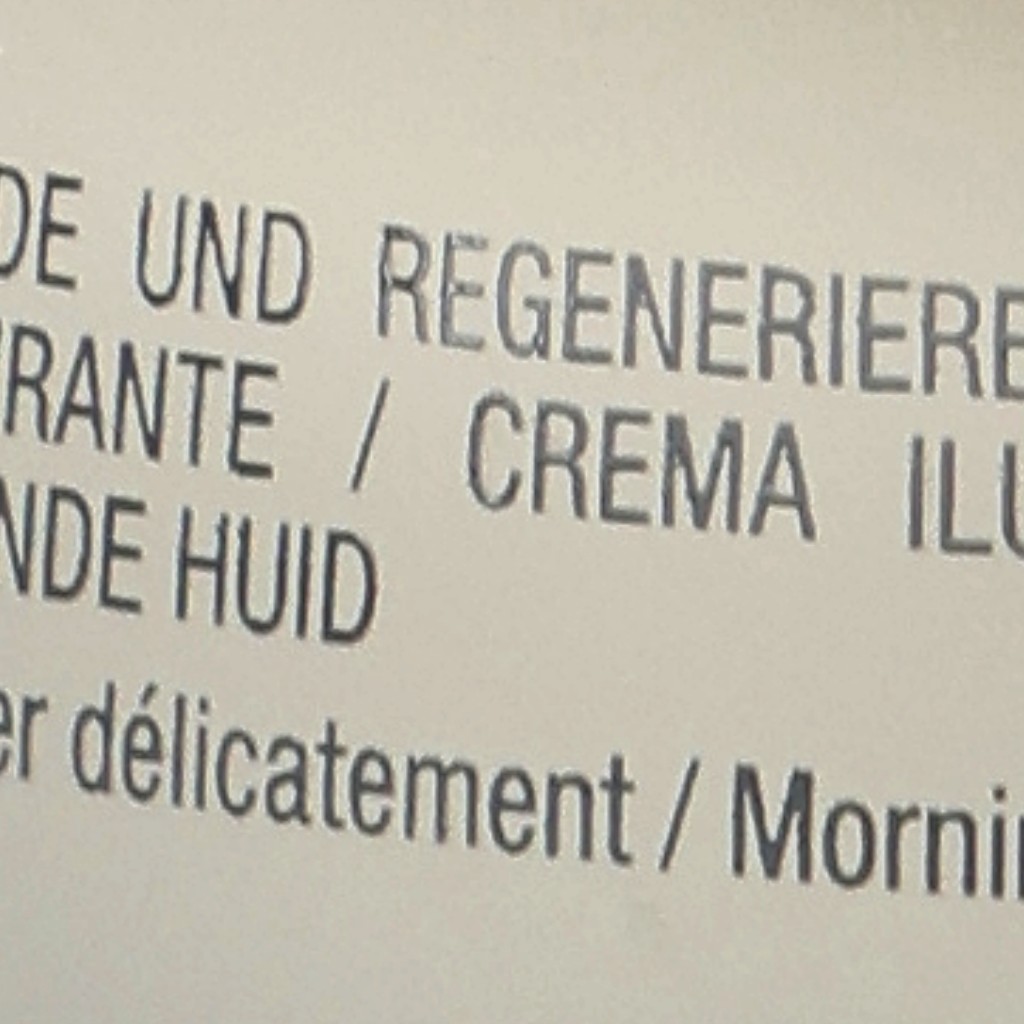 DE UND REGENERIERE
RANTE / CREMA ILU
NDE HUID
er délicatement / Mornin